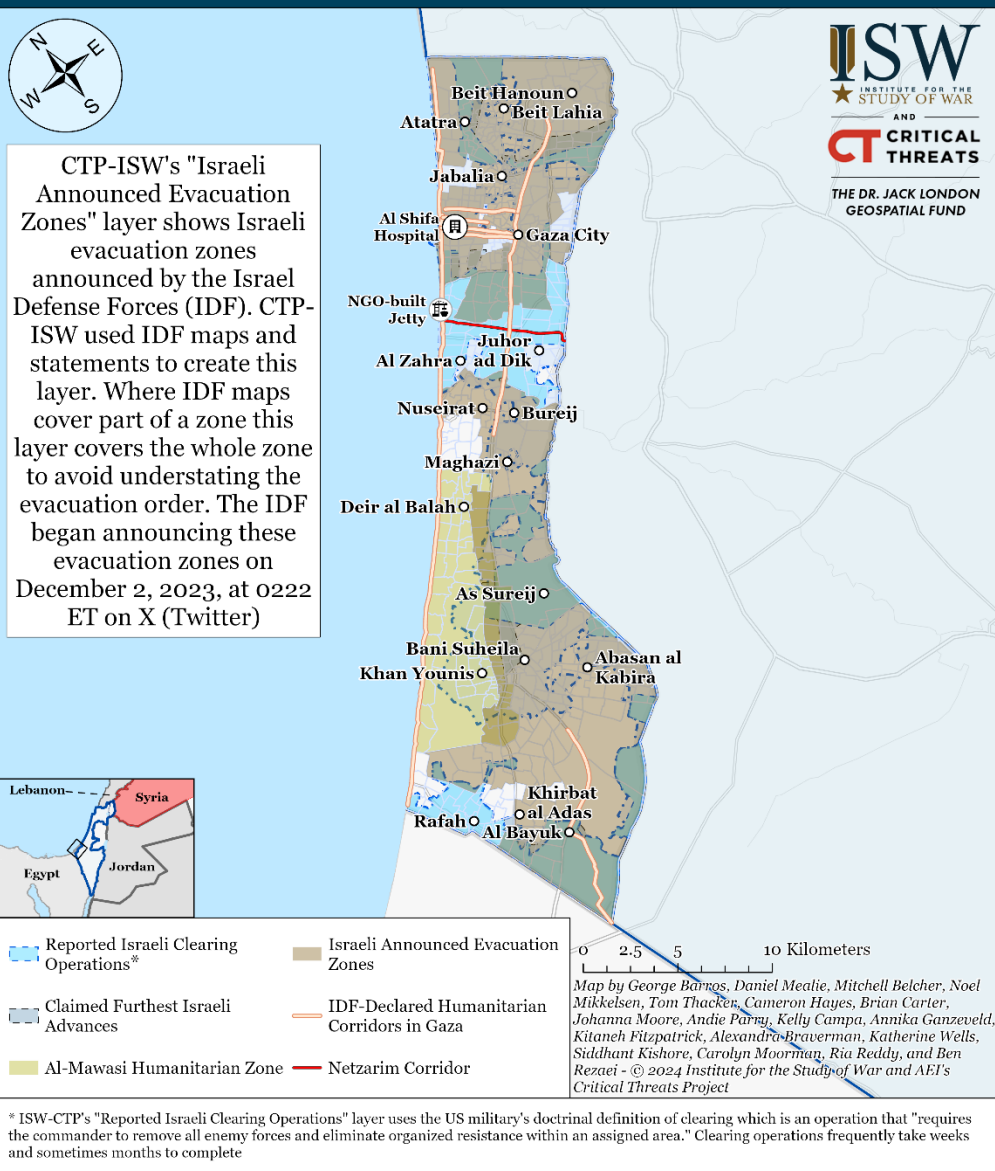 N
E
W
S
ISW
INSTITUTE FOR THE
STUDY OF WAR
AND
CT CRITICAL
THREATS
THE DR. JACK LONDON
GEOSPATIAL FUND
CTP-ISW's "Israeli
Announced Evacuation
Zones" layer shows Israeli
evacuation zones
announced by the Israel
Defense Forces (IDF). CTP-
ISW used IDF maps and
statements to create this
layer. Where IDF maps
cover part of a zone this
layer covers the whole zone
to avoid understating the
evacuation order. The IDF
began announcing these
evacuation zones on
December 2, 2023, at 0222
ET on X (Twitter)
Beit Hanoun
Beit Lahia
Atatra
Jabalia
Al Shifa
Hospital
Gaza City
NGO-built
Jetty
Juhor
ad Dik
Al Zahra
Nuseirat
Bureij
Maghazi
Deir al Balah
As Sureij
Bani Suheila
Abasan al
Kabira
Khan Younis
Khirbat
al Adas
Rafah
Al Bayuk
Lebanon
Syria
Egypt
Jordan
Reported Israeli Clearing
Operations*
Claimed Furthest Israeli
Advances
Al-Mawasi Humanitarian Zone
Israeli Announced Evacuation
Zones
IDF-Declared Humanitarian
Corridors in Gaza
Netzarim Corridor
0 2.5 5 10 Kilometers
Map by George Barros, Daniel Mealie, Mitchell Belcher, Noel
Mikkelsen, Tom Thacker, Cameron Hayes, Brian Carter,
Johanna Moore, Andie Parry, Kelly Campa, Annika Ganzeveld,
Kitaneh Fitzpatrick, Alexandra Braverman, Katherine Wells,
Siddhant Kishore, Carolyn Moorman, Ria Reddy, and Ben
Rezaei - © 2024 Institute for the Study of War and AEI's
Critical Threats Project
* ISW-CTP's "Reported Israeli Clearing Operations" layer uses the US military's doctrinal definition of clearing which is an operation that "requires
the commander to remove all enemy forces and eliminate organized resistance within an assigned area." Clearing operations frequently take weeks
and sometimes months to complete